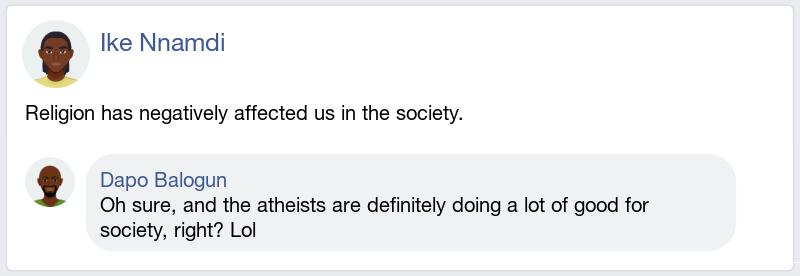 Ike Nnamdi
Religion has negatively affected us in the society.
Dapo Balogun
Oh sure, and the atheists are definitely doing a lot of good for
society, right? Lol